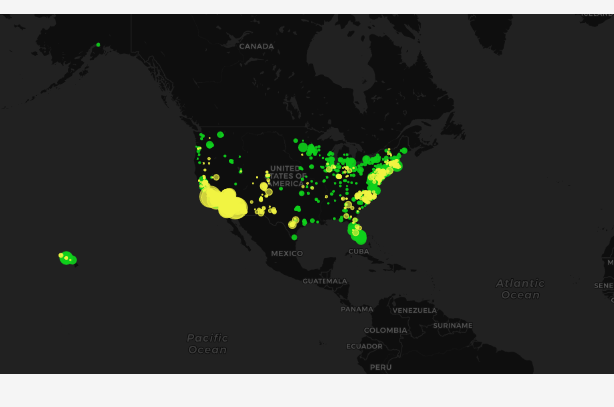 CANADA
UNITED
STATES OF
AMERICA
MEXICO
CUBA
GUATEMALA
PANAMA
VENEZUELA
COLOMBIA
SURINAME
ECUADOR
PERU
Atlantic
Ocean
Pacific
Ocean